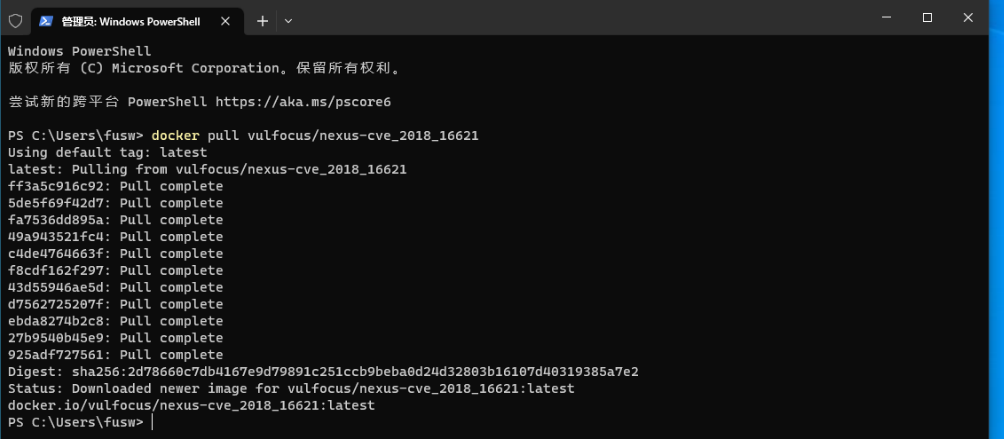 管理员: Windows PowerShell
Windows PowerShell
版权所有 (C) Microsoft Corporation。保留所有权利。
尝试新的跨平台 PowerShell https://aka.ms/pscore6
PS C:\Users\fusw> docker pull vulfocus/nexus-cve_2018_16621
Using default tag: latest
latest: Pulling from vulfocus/nexus-cve_2018_16621
ff3a5c916c92: Pull complete
5de5f69f42d7: Pull complete
fa7536dd895a: Pull complete
49a943521fc4: Pull complete
c4de4764663f: Pull complete
f8cdf162f297: Pull complete
43d55946ae5d: Pull complete
d7562725207f: Pull complete
ebda8274b2c8: Pull complete
27b9540b45e9: Pull complete
925adf727561: Pull complete
Digest: sha256:2d78660c7db4167e9d79891c251ccb9beba0d24d32803b16107d40319385a7e2
Status: Downloaded newer image for vulfocus/nexus-cve_2018_16621:latest
docker.io/vulfocus/nexus-cve_2018_16621:latest
PS C:\Users\fusw>